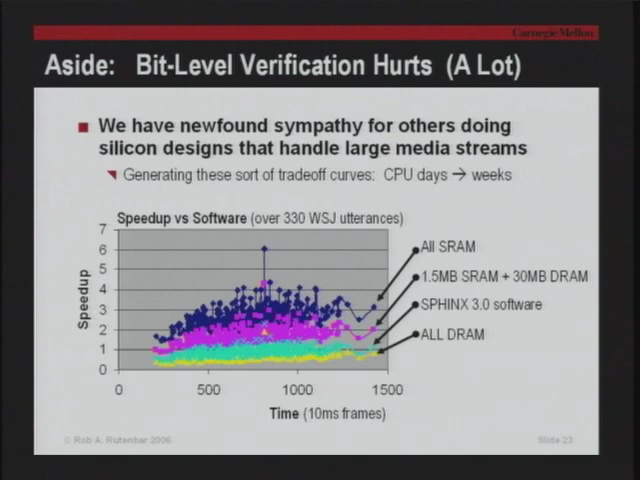 Carnegie Mellon
Aside: Bit-Level Verification Hurts (A Lot)
We have newfound sympathy for others doing
silicon designs that handle large media streams
Generating these sort of tradeoff curves: CPU days → weeks
Speedup vs Software (over 330 WSJ utterances)
7
6
5
4
3
2
1
0
Speedup
0 500 1000 1500
Time (10ms frames)
All SRAM
1.5MB SRAM + 30MB DRAM
SPHINX 3.0 software
ALL DRAM
© Rob A. Rutenbar 2006
Slide 23